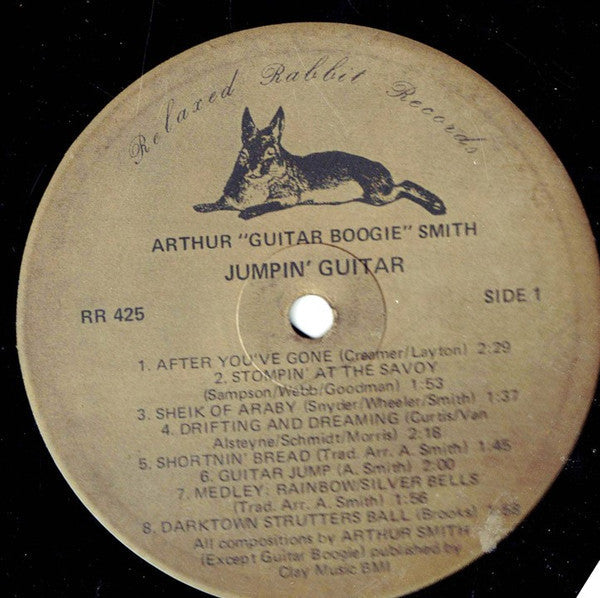 Relaxed Rabbit Records
ARTHUR "GUITAR BOOGIE" SMITH
JUMPIN' GUITAR
RR 425
SIDE 1
1. AFTER YOU'VE GONE (Creamer/Layton) 2:29
2. STOMPIN' AT THE SAVOY
(Sampson/Webb/Goodman) 1:53
3. SHEIK OF ARABY (Snyder/Wheeler/Smith) 1:37
4. DRIFTING AND DREAMING (Curtis/Van
Alsteyne/Schmidt/Morris) 2:18
5. SHORTNIN' BREAD (Trad. Arr. A. Smith) 1:45
6. GUITAR JUMP (A. Smith) 2:00
7. MEDLEY: RAINBOW/SILVER BELLS
(Trad. Arr. A. Smith) 1:56
8. DARKTOWN STRUTTERS BALL (Brooks) 1:58
All compositions by ARTHUR SMITH
(Except Guitar Boogie) published by
Clay Music BMI